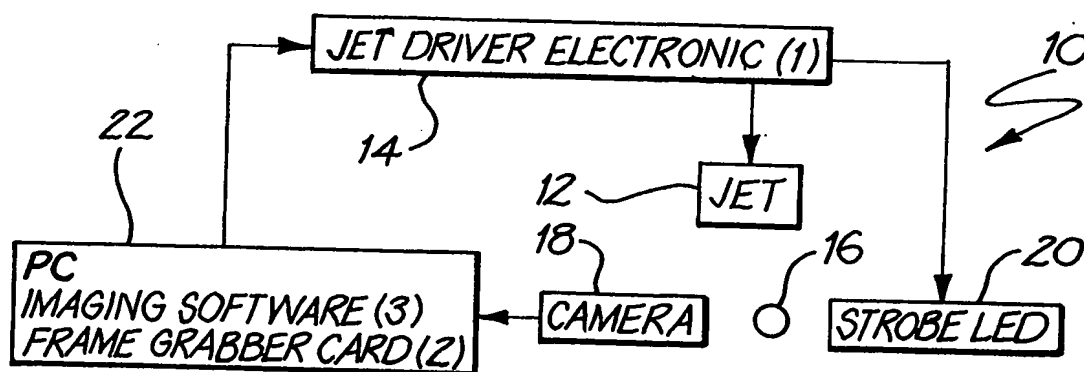 JET DRIVER ELECTRONIC (1)
10
22
14
12
JET
18
16
20
PC
IMAGING SOFTWARE (3)
FRAME GRABBER CARD (2)
CAMERA
STROBE LED